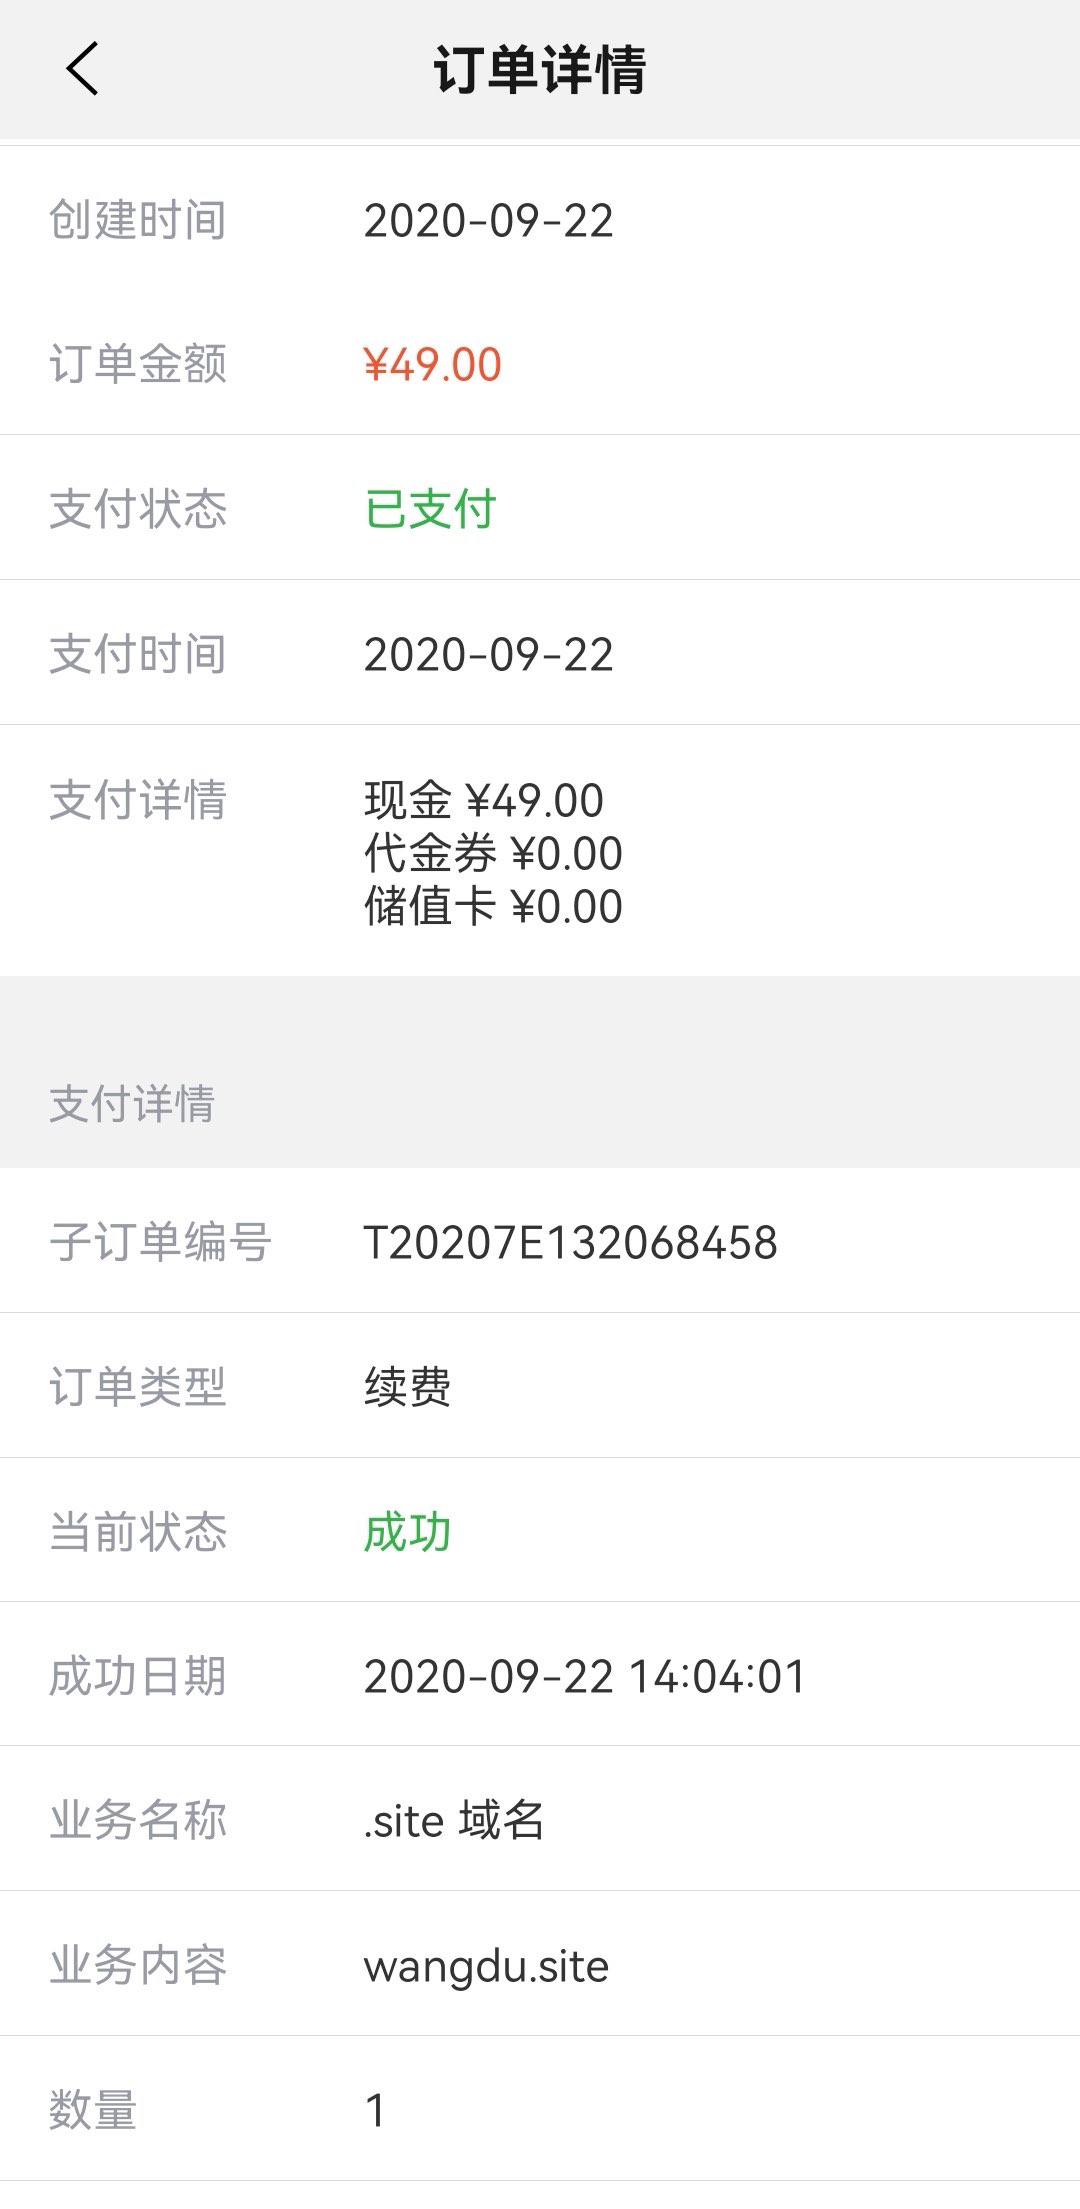 订单详情
创建时间 2020-09-22
订单金额 ¥49.00
支付状态 已支付
支付时间 2020-09-22
支付详情 现金 ¥49.00
代金券 ¥0.00
储值卡 ¥0.00
支付详情
子订单编号 T20207E132068458
订单类型 续费
当前状态 成功
成功日期 2020-09-22 14:04:01
业务名称 .site 域名
业务内容 wangdu.site
数量 1